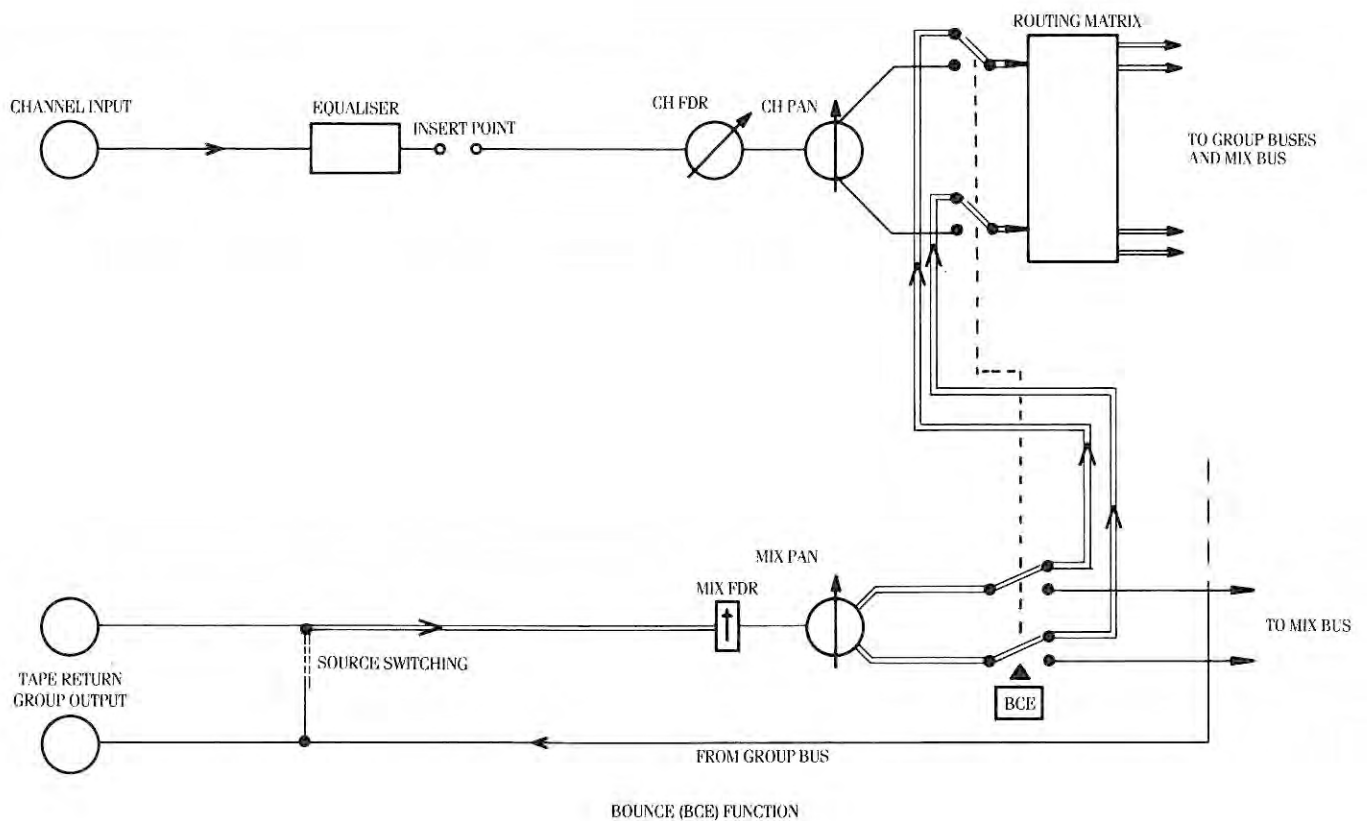 ROUTING MATRIX
CHANNEL INPUT
EQUALISER
INSERT POINT
CH FDR
CH PAN
TO GROUP BUSES
AND MIX BUS
MIX PAN
MIX FDR
SOURCE SWITCHING
TO MIX BUS
TAPE RETURN
GROUP OUTPUT
BCE
FROM GROUP BUS
BOUNCE (BCE) FUNCTION